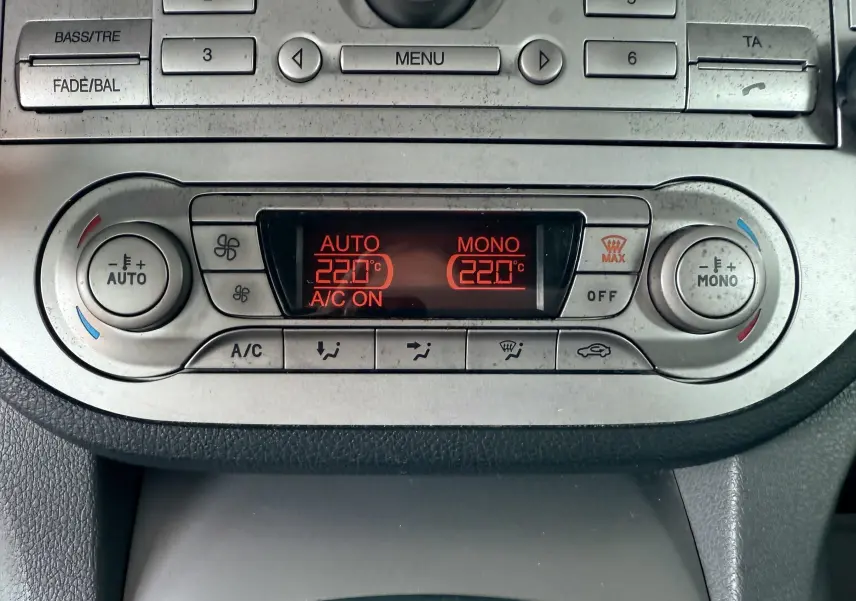 BASS/TRE
FADE/BAL
3
MENU
6
TA
AUTO
AUTO
22.0°C
A/C ON
MONO
22.0°C
MAX
OFF
MONO
A/C